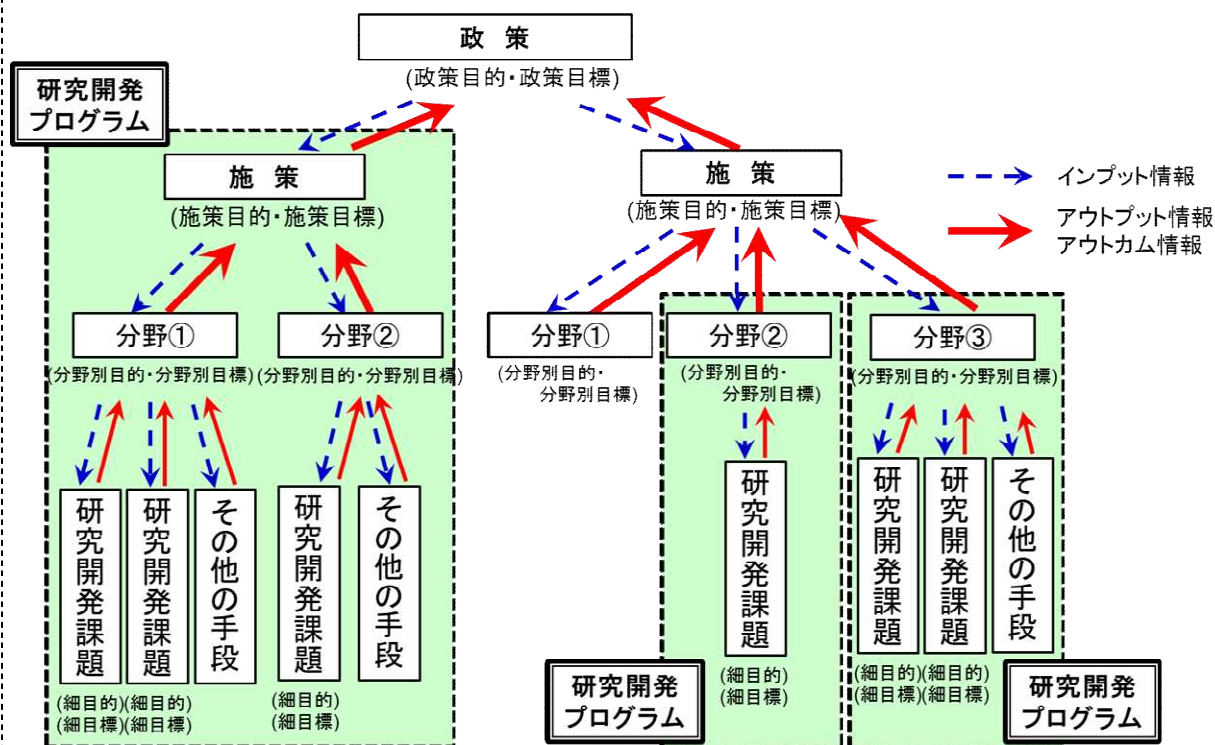 政 策
(政策目的・政策目標)
研究開発
プログラム
施 策
(施策目的・施策目標)
施 策
(施策目的・施策目標)
インプット情報
アウトプット情報
アウトカム情報
分野①
(分野別目的・分野別目標)
分野②
(分野別目的・分野別目標)
分野①
(分野別目的・
分野別目標)
分野②
(分野別目的・
分野別目標)
分野③
(分野別目的・分野別目標)
研究開発課題
研究開発課題
その他の手段
研究開発課題
その他の手段
研究開発課題
研究開発課題
研究開発課題
その他の手段
(細目的)(細目的)
(細目標)(細目標)
(細目的)
(細目標)
(細目的)
(細目標)
(細目的)(細目的)
(細目標)(細目標)
研究開発
プログラム
研究開発
プログラム